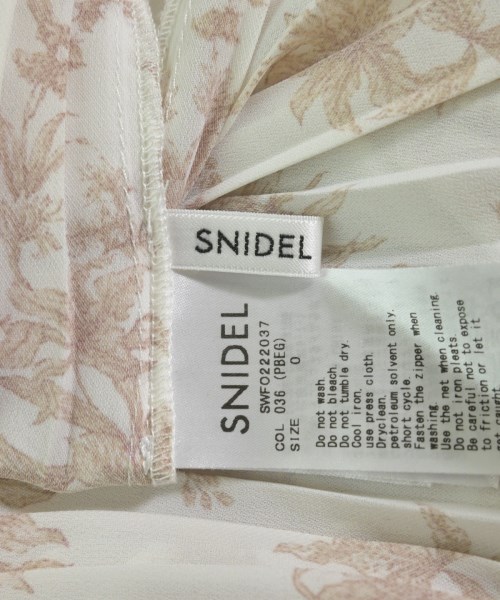 SNIDEL
SNIDEL
SWFO222037
COL 036 (PBEG)
SIZE 0
Do not wash.
Do not bleach.
Do not tumble dry.
Cool iron.
use press cloth.
Dryclean.
petroleum solvent only.
short cycle.
Fasten the zipper when
washing.
Use the net when cleaning.
Do not iron pleats.
Be careful not to expose
to friction or let it
get caught.